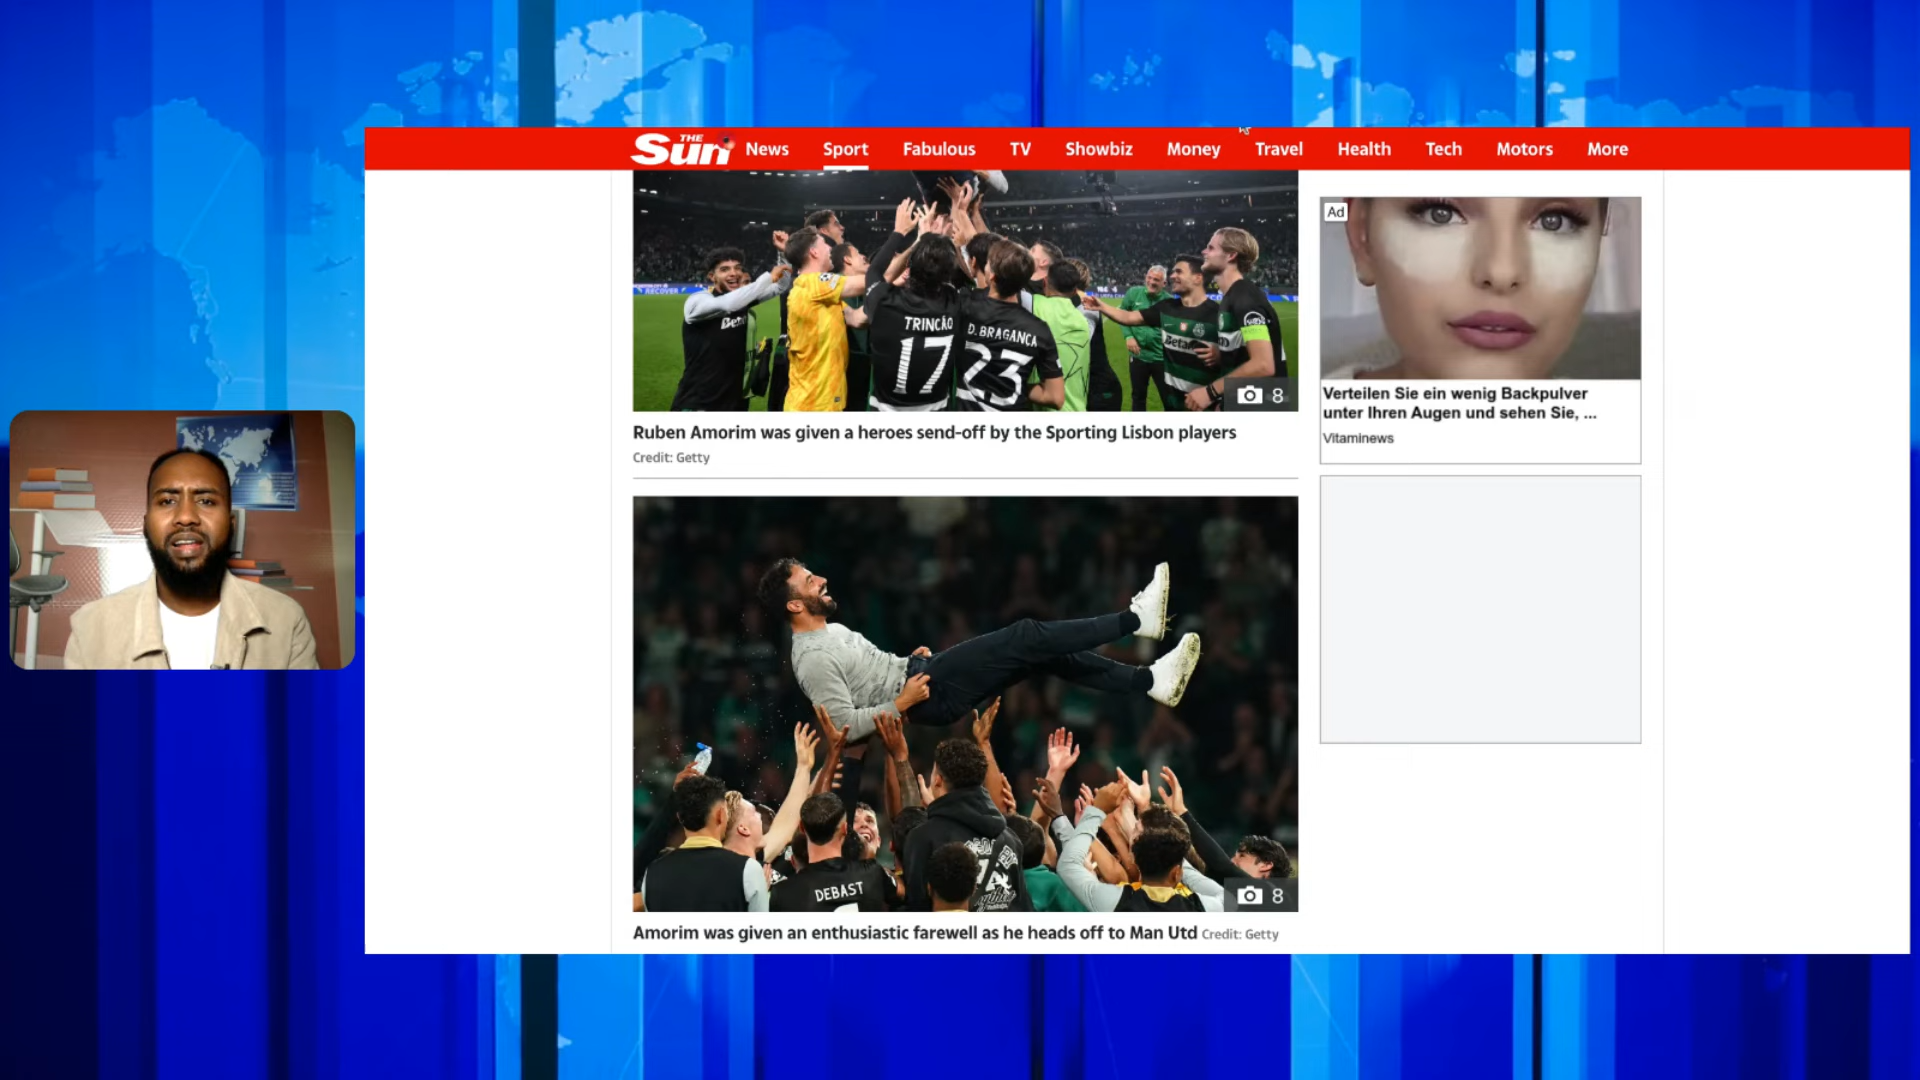 THE Sun News Sport Fabulous TV Showbiz Money Travel Health Tech Motors More
RECOVER
Bet
TRINCÃO
17
D. BRAGANÇA
23
Betan
8
Ruben Amorim was given a heroes send-off by the Sporting Lisbon players
Credit: Getty
DEBAST
8
Amorim was given an enthusiastic farewell as he heads off to Man Utd Credit: Getty
Ad
Verteilen Sie ein wenig Backpulver
unter Ihren Augen und sehen Sie, ...
Vitaminews